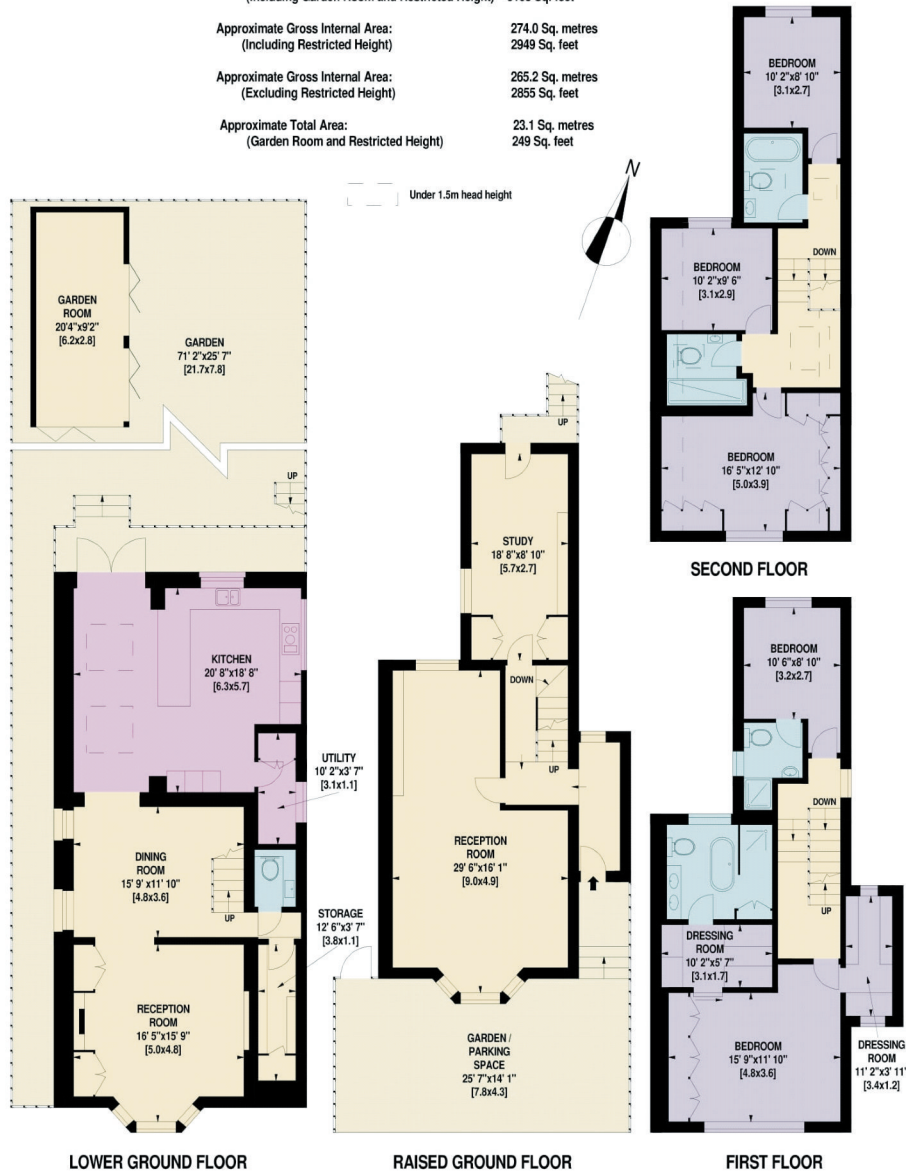 (Including Garden Room and Restricted Height)
Approximate Gross Internal Area: 274.0 Sq. metres
(Including Restricted Height) 2949 Sq. feet
Approximate Gross Internal Area: 265.2 Sq. metres
(Excluding Restricted Height) 2855 Sq. feet
Approximate Total Area: 23.1 Sq. metres
(Garden Room and Restricted Height) 249 Sq. feet
Under 1.5m head height
N
GARDEN
ROOM
20'4"x9'2"
[6.2x2.8]
GARDEN
71' 2"x25' 7"
[21.7x7.8]
UP
KITCHEN
20' 8"x18' 8"
[6.3x5.7]
UTILITY
10' 2"x3' 7"
[3.1x1.1]
DINING
ROOM
15' 9'x11' 10"
[4.8x3.6]
UP
STORAGE
12' 6"x3' 7"
[3.8x1.1]
RECEPTION
ROOM
16' 5"x15' 9"
[5.0x4.8]
LOWER GROUND FLOOR
UP
STUDY
18' 8"x8' 10"
[5.7x2.7]
DOWN
UP
RECEPTION
ROOM
29' 6"x16' 1"
[9.0x4.9]
GARDEN /
PARKING
SPACE
25' 7"x14' 1"
[7.8x4.3]
RAISED GROUND FLOOR
BEDROOM
10' 2"x8' 10"
[3.1x2.7]
DOWN
BEDROOM
10' 2"x9' 6"
[3.1x2.9]
BEDROOM
16' 5"x12' 10"
[5.0x3.9]
SECOND FLOOR
BEDROOM
10' 6"x8' 10"
[3.2x2.7]
DOWN
UP
DRESSING
ROOM
10' 2"x5' 7"
[3.1x1.7]
BEDROOM
15' 9"x11' 10"
[4.8x3.6]
DRESSING
ROOM
11' 2"x3' 11'
[3.4x1.2]
FIRST FLOOR